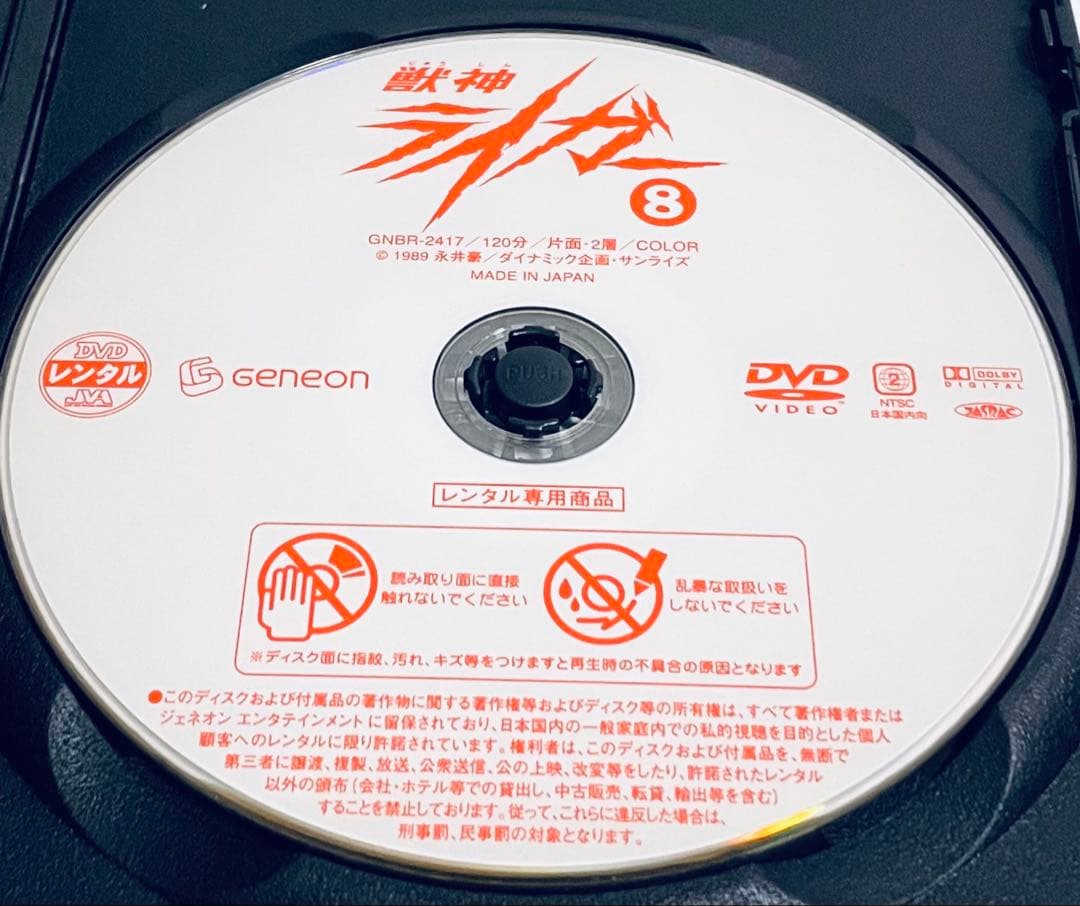 じゅう しん
獣神
ライガー
8
GNBR-2417／120分／片面・2層／COLOR
© 1989 永井豪／ダイナミック企画・サンライズ
MADE IN JAPAN
DVD
レンタル
JVA
GENEON
PUSH
DVD
VIDEO
2
NTSC
日本国内向
DOLBY
DIGITAL
JASRAC
レンタル専用商品
読み取り面に直接
触れないでください
乱暴な取扱いを
しないでください
※ディスク面に指紋、汚れ、キズ等をつけますと再生時の不具合の原因となります
●このディスクおよび付属品の著作物に関する著作権等およびディスク等の所有権は、すべて著作権者または
ジェネオン エンタテインメントに留保されており、日本国内の一般家庭内での私的視聴を目的とした個人
顧客へのレンタルに限り許諾されています。権利者は、このディスクおよび付属品を、無断で
第三者に譲渡、複製、放送、公衆送信、公の上映、改変等をしたり、許諾されたレンタル
以外の頒布(会社・ホテル等での貸出し、中古販売、転貸、輸出等を含む)
することを禁止しております。従って、これらに違反した場合は、
刑事罰、民事罰の対象となります。